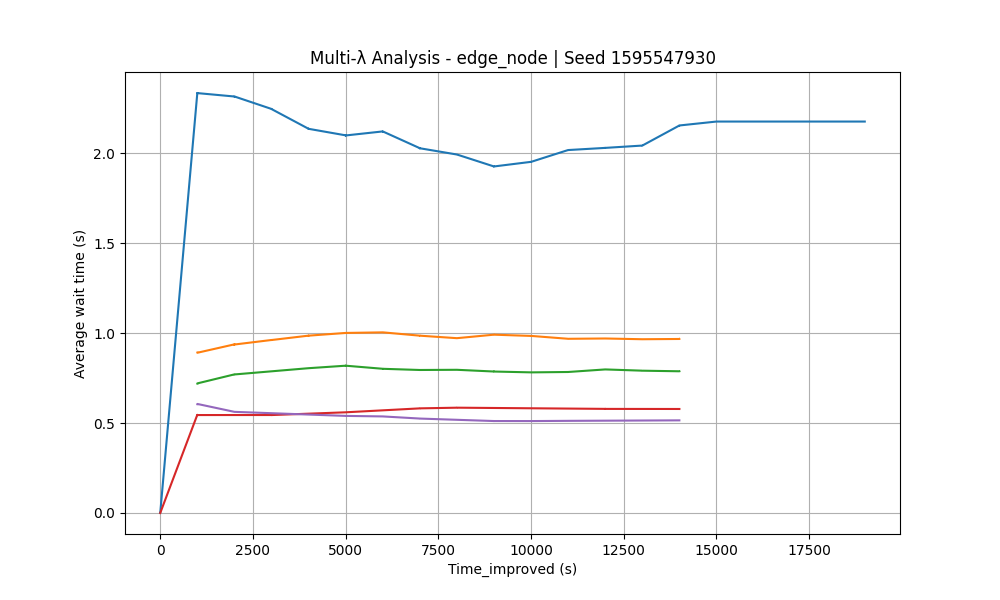 Multi-λ Analysis - edge_node | Seed 1595547930
Average wait time (s)
2.0
1.5
1.0
0.5
0.0
0 2500 5000 7500 10000 12500 15000 17500
Time_improved (s)